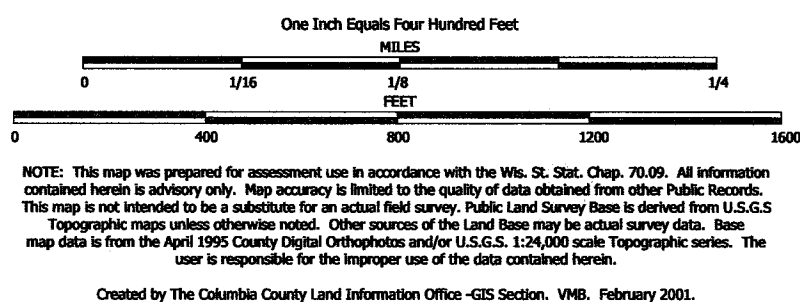 One Inch Equals Four Hundred Feet
MILES
0 1/16 1/8 1/4
FEET
0 400 800 1200 1600
NOTE: This map was prepared for assessment use in accordance with the Wis. St. Stat. Chap. 70.09. All information
contained herein is advisory only. Map accuracy is limited to the quality of data obtained from other Public Records.
This map is not intended to be a substitute for an actual field survey. Public Land Survey Base is derived from U.S.G.S
Topographic maps unless otherwise noted. Other sources of the Land Base may be actual survey data. Base
map data is from the April 1995 County Digital Orthophotos and/or U.S.G.S. 1:24,000 scale Topographic series. The
user is responsible for the improper use of the data contained herein.
Created by The Columbia County Land Information Office -GIS Section. VMB. February 2001.